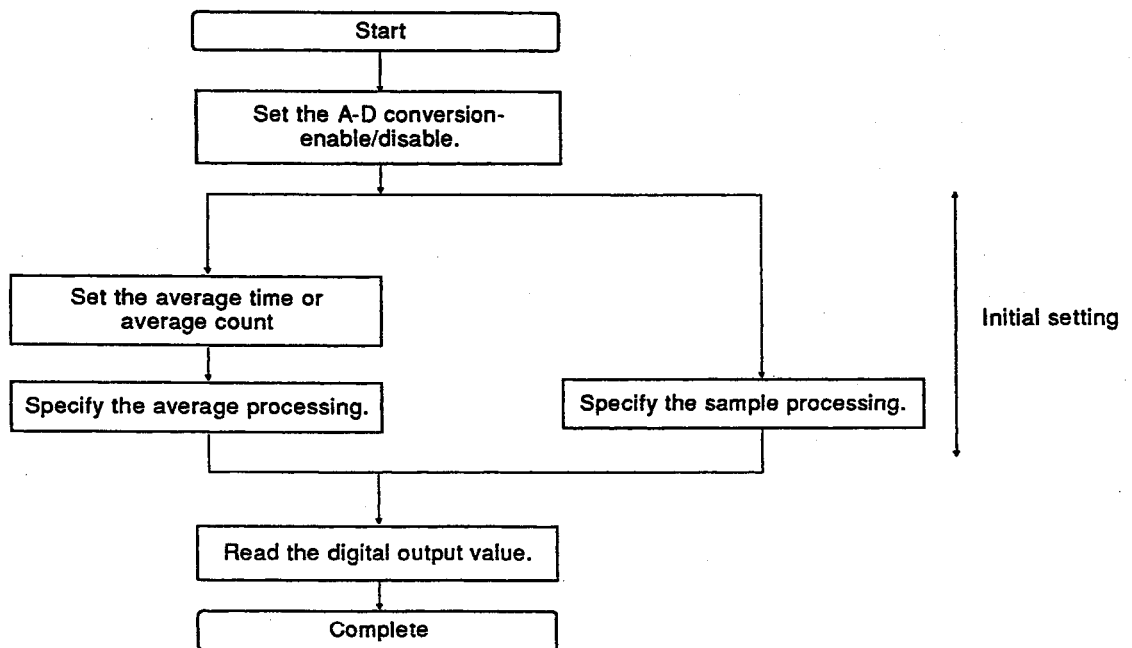 Start
Set the A-D conversion-
enable/disable.
Set the average time or
average count
Initial setting
Specify the average processing.
Specify the sample processing.
Read the digital output value.
Complete